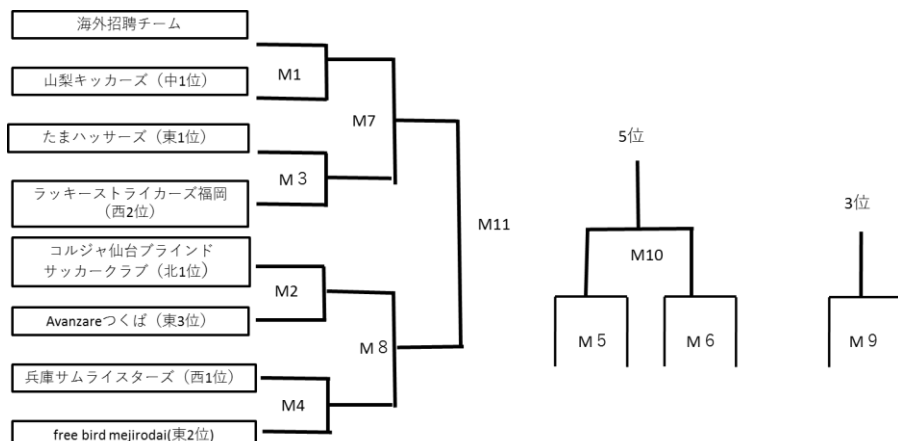 海外招聘チーム
山梨キッカーズ（中1位）
たまハッサーズ（東1位）
ラッキーストライカーズ福岡
（西2位）
コルジャ仙台ブラインド
サッカークラブ（北1位）
Avanzareつくば（東3位）
兵庫サムライスターズ（西1位）
free bird mejirodai(東2位)
M1
M３
M2
M4
M7
M８
M11
5位
M10
M５
M６
3位
M９